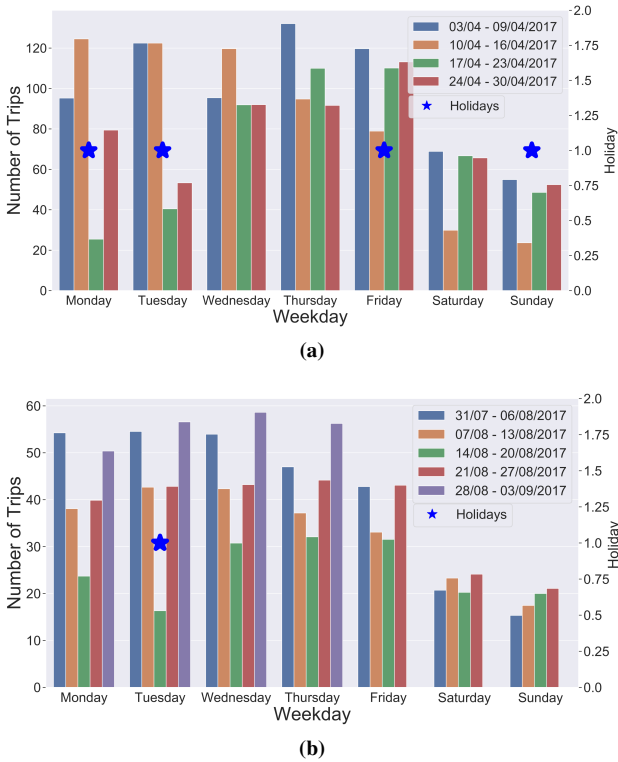 2.0
120
03/04 - 09/04/2017
1.75
10/04 - 16/04/2017
100
17/04 - 23/04/2017
1.50
24/04 - 30/04/2017
Holidays
1.25
80
1.0
60
0.75
40
0.5
20
0.25
0
0.0
Number of Trips
Holiday
Monday Tuesday Wednesday Thursday Friday Saturday Sunday
Weekday
(a)
2.0
60
31/07 - 06/08/2017
1.75
07/08 - 13/08/2017
50
14/08 - 20/08/2017
1.5
21/08 - 27/08/2017
28/08 - 03/09/2017
40
1.25
Holidays
30
1.0
0.75
20
0.5
10
0.25
0
0.0
Number of Trips
Holiday
Monday Tuesday Wednesday Thursday Friday Saturday Sunday
Weekday
(b)